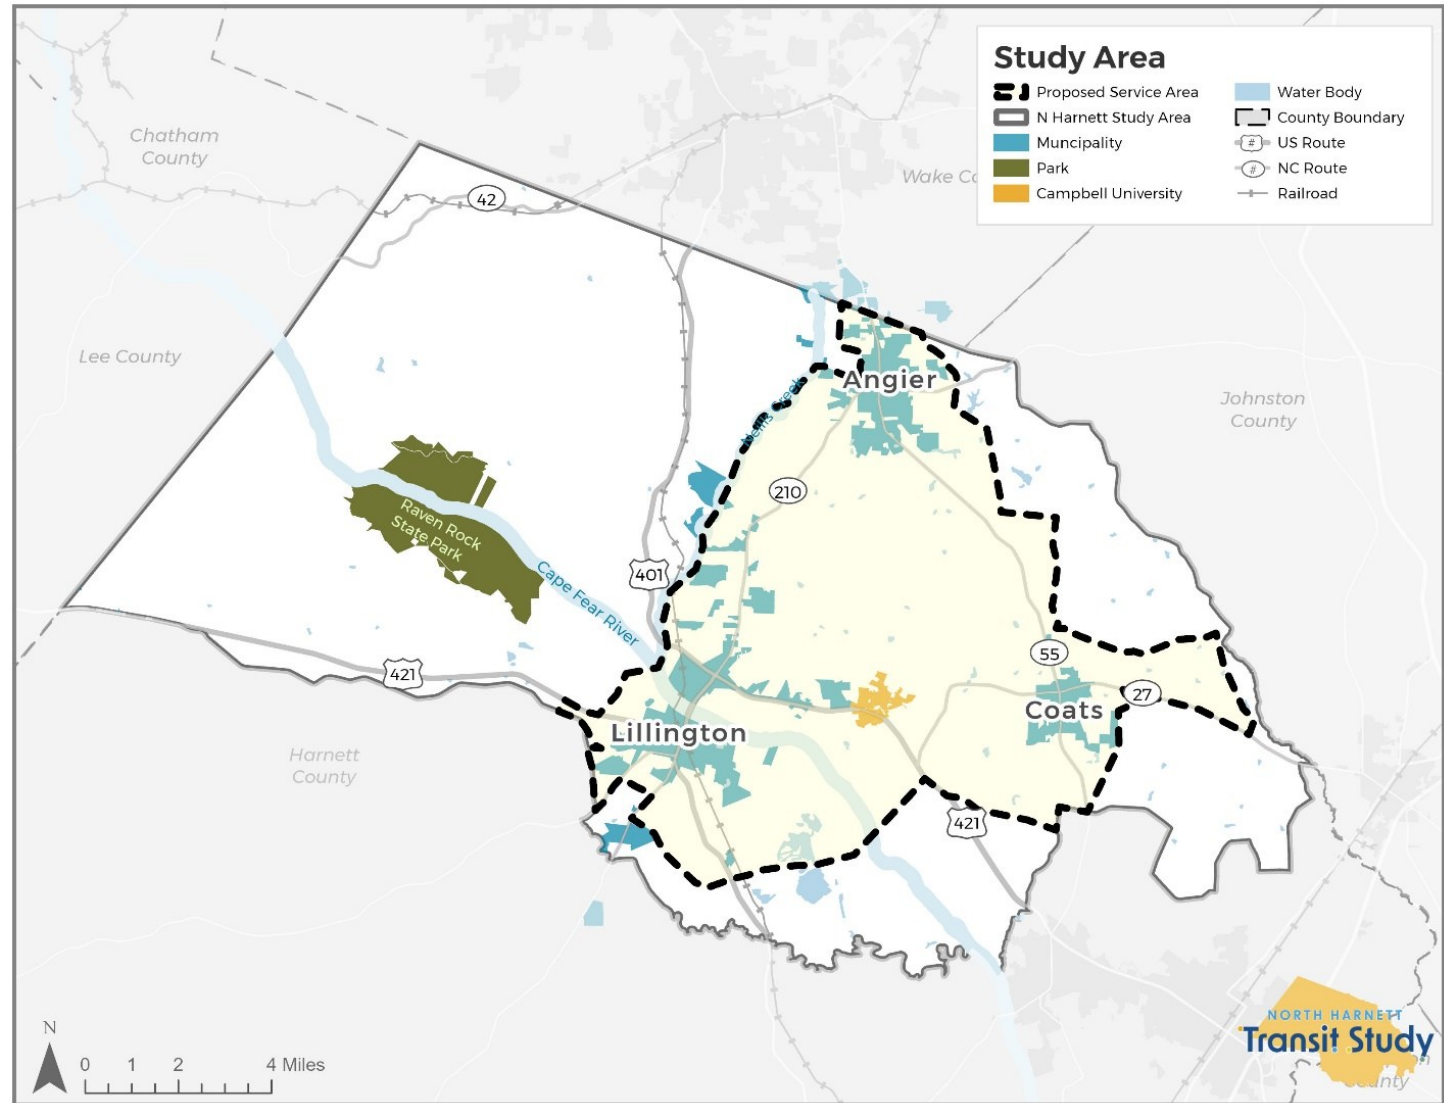 Study Area
Proposed Service Area
N Harnett Study Area
Muncipality
Park
Campbell University
Water Body
County Boundary
# US Route
# NC Route
Railroad
Chatham
County
Wake Co
42
Lee County
Johnston
County
Angier
210
Raven Rock
State Park
401
Cape Fear River
421
55
27
Coats
Lillington
Harnett
County
421
N
0 1 2 4 Miles
NORTH HARNETT
Transit Study
County